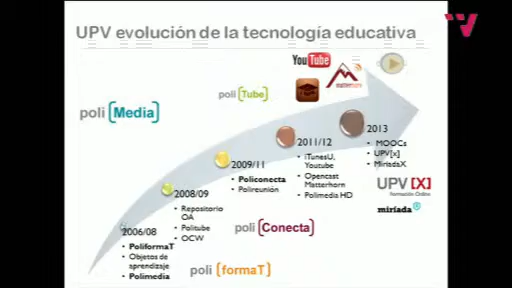 UPV evolución de la tecnología educativa
YouTube
matterhorn
poli [Tube]
poli [Media]
2013
• MOOCs
• UPV[x]
• MiriadaX
2011/12
• iTunesU, Youtube
• Opencast Matterhorn
• Polimedia HD
2009/11
• Policonecta
• Polireunión
2008/09
• Repositorio OA
• Politube
• OCW
2006/08
• PoliformaT
• Objetos de aprendizaje
• Polimedia
UPV [X]
formación Online
miríada
poli [Conecta]
poli [formaT]